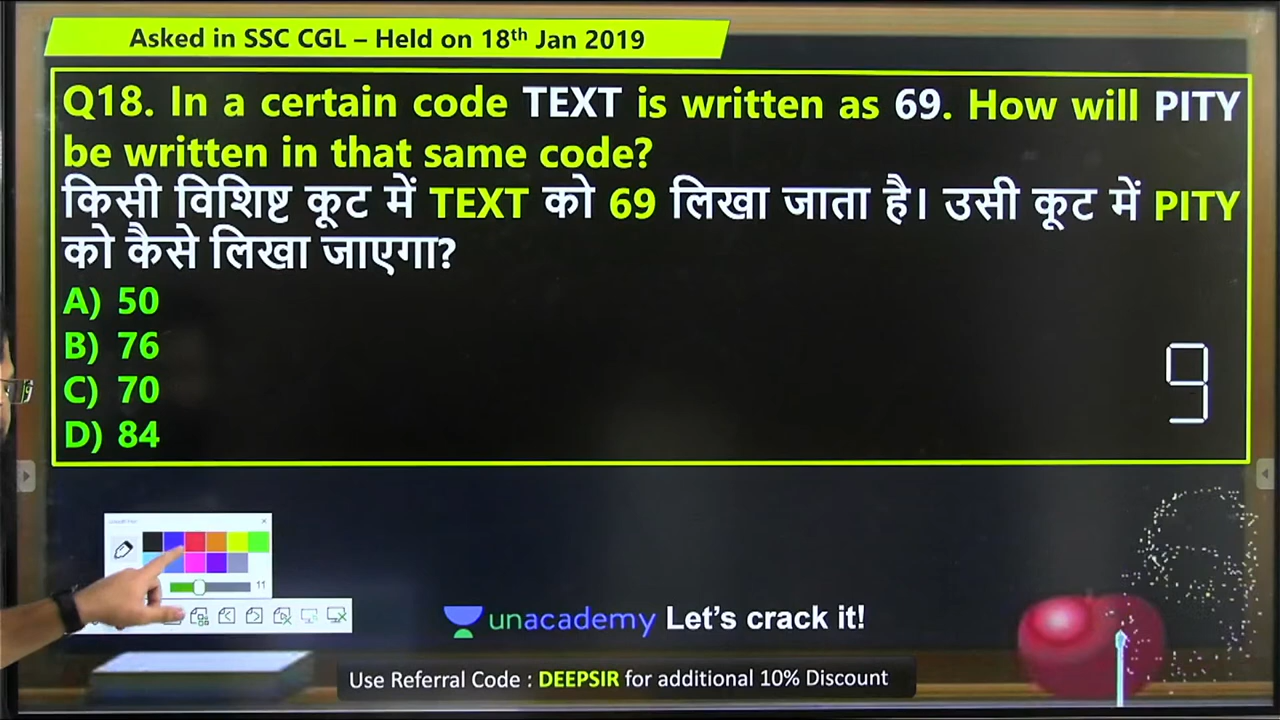 Asked in SSC CGL – Held on 18th Jan 2019
Q18. In a certain code TEXT is written as 69. How will PITY
be written in that same code?
किसी विशिष्ट कूट में TEXT को 69 लिखा जाता है। उसी कूट में PITY
को कैसे लिखा जाएगा?
A) 50
B) 76
C) 70
D) 84
9
11
unacademy Let's crack it!
Use Referral Code : DEEPSIR for additional 10% Discount